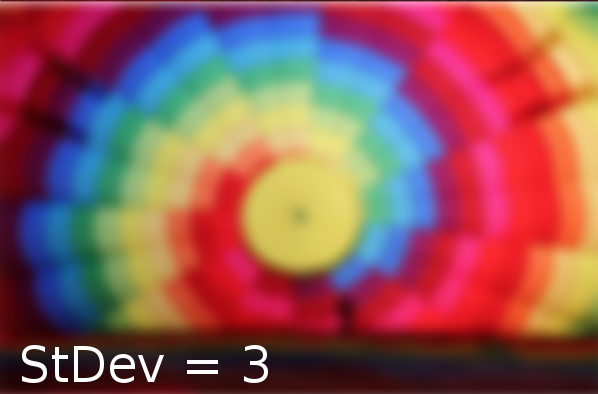 StDev = 3